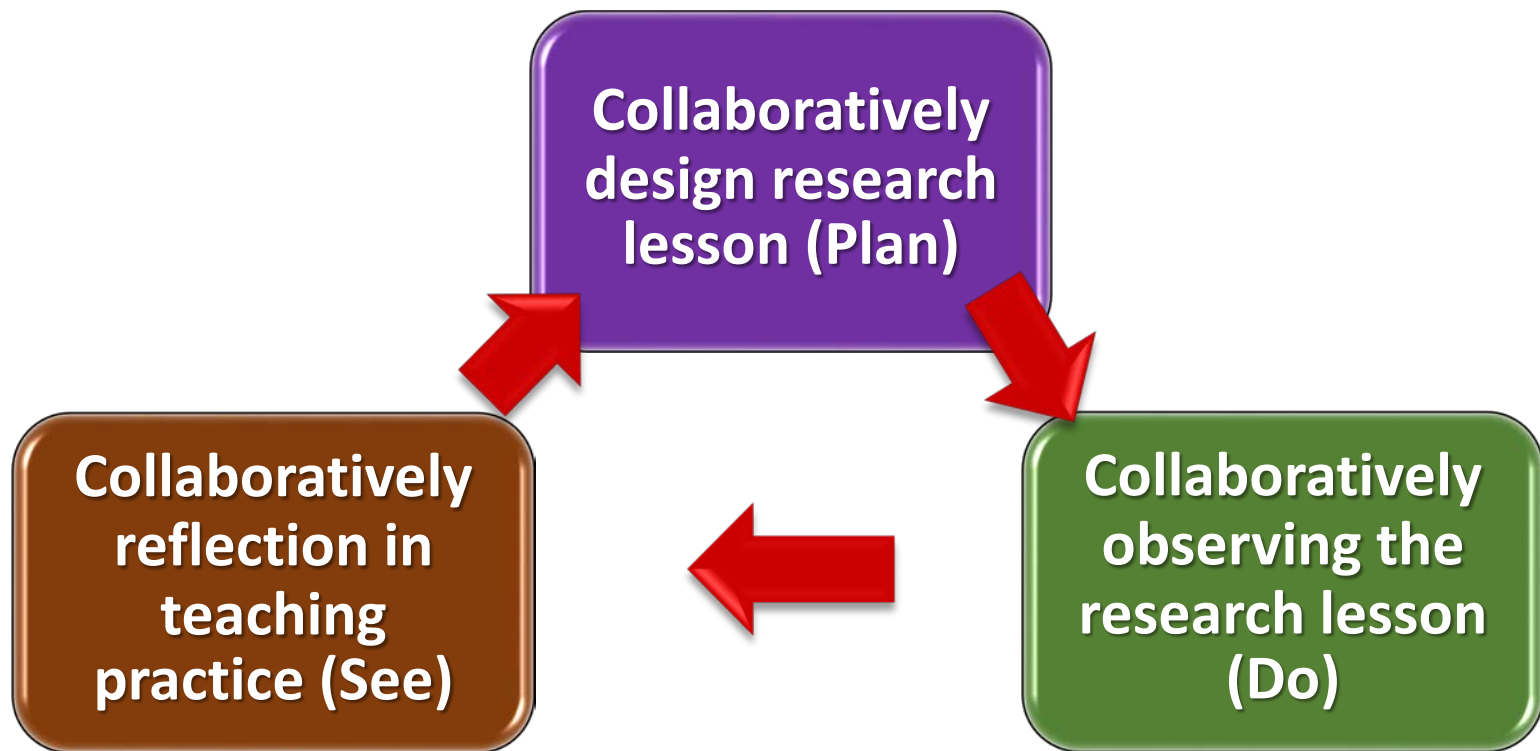 Collaboratively
design research
lesson (Plan)
Collaboratively
reflection in
teaching
practice (See)
Collaboratively
observing the
research lesson
(Do)